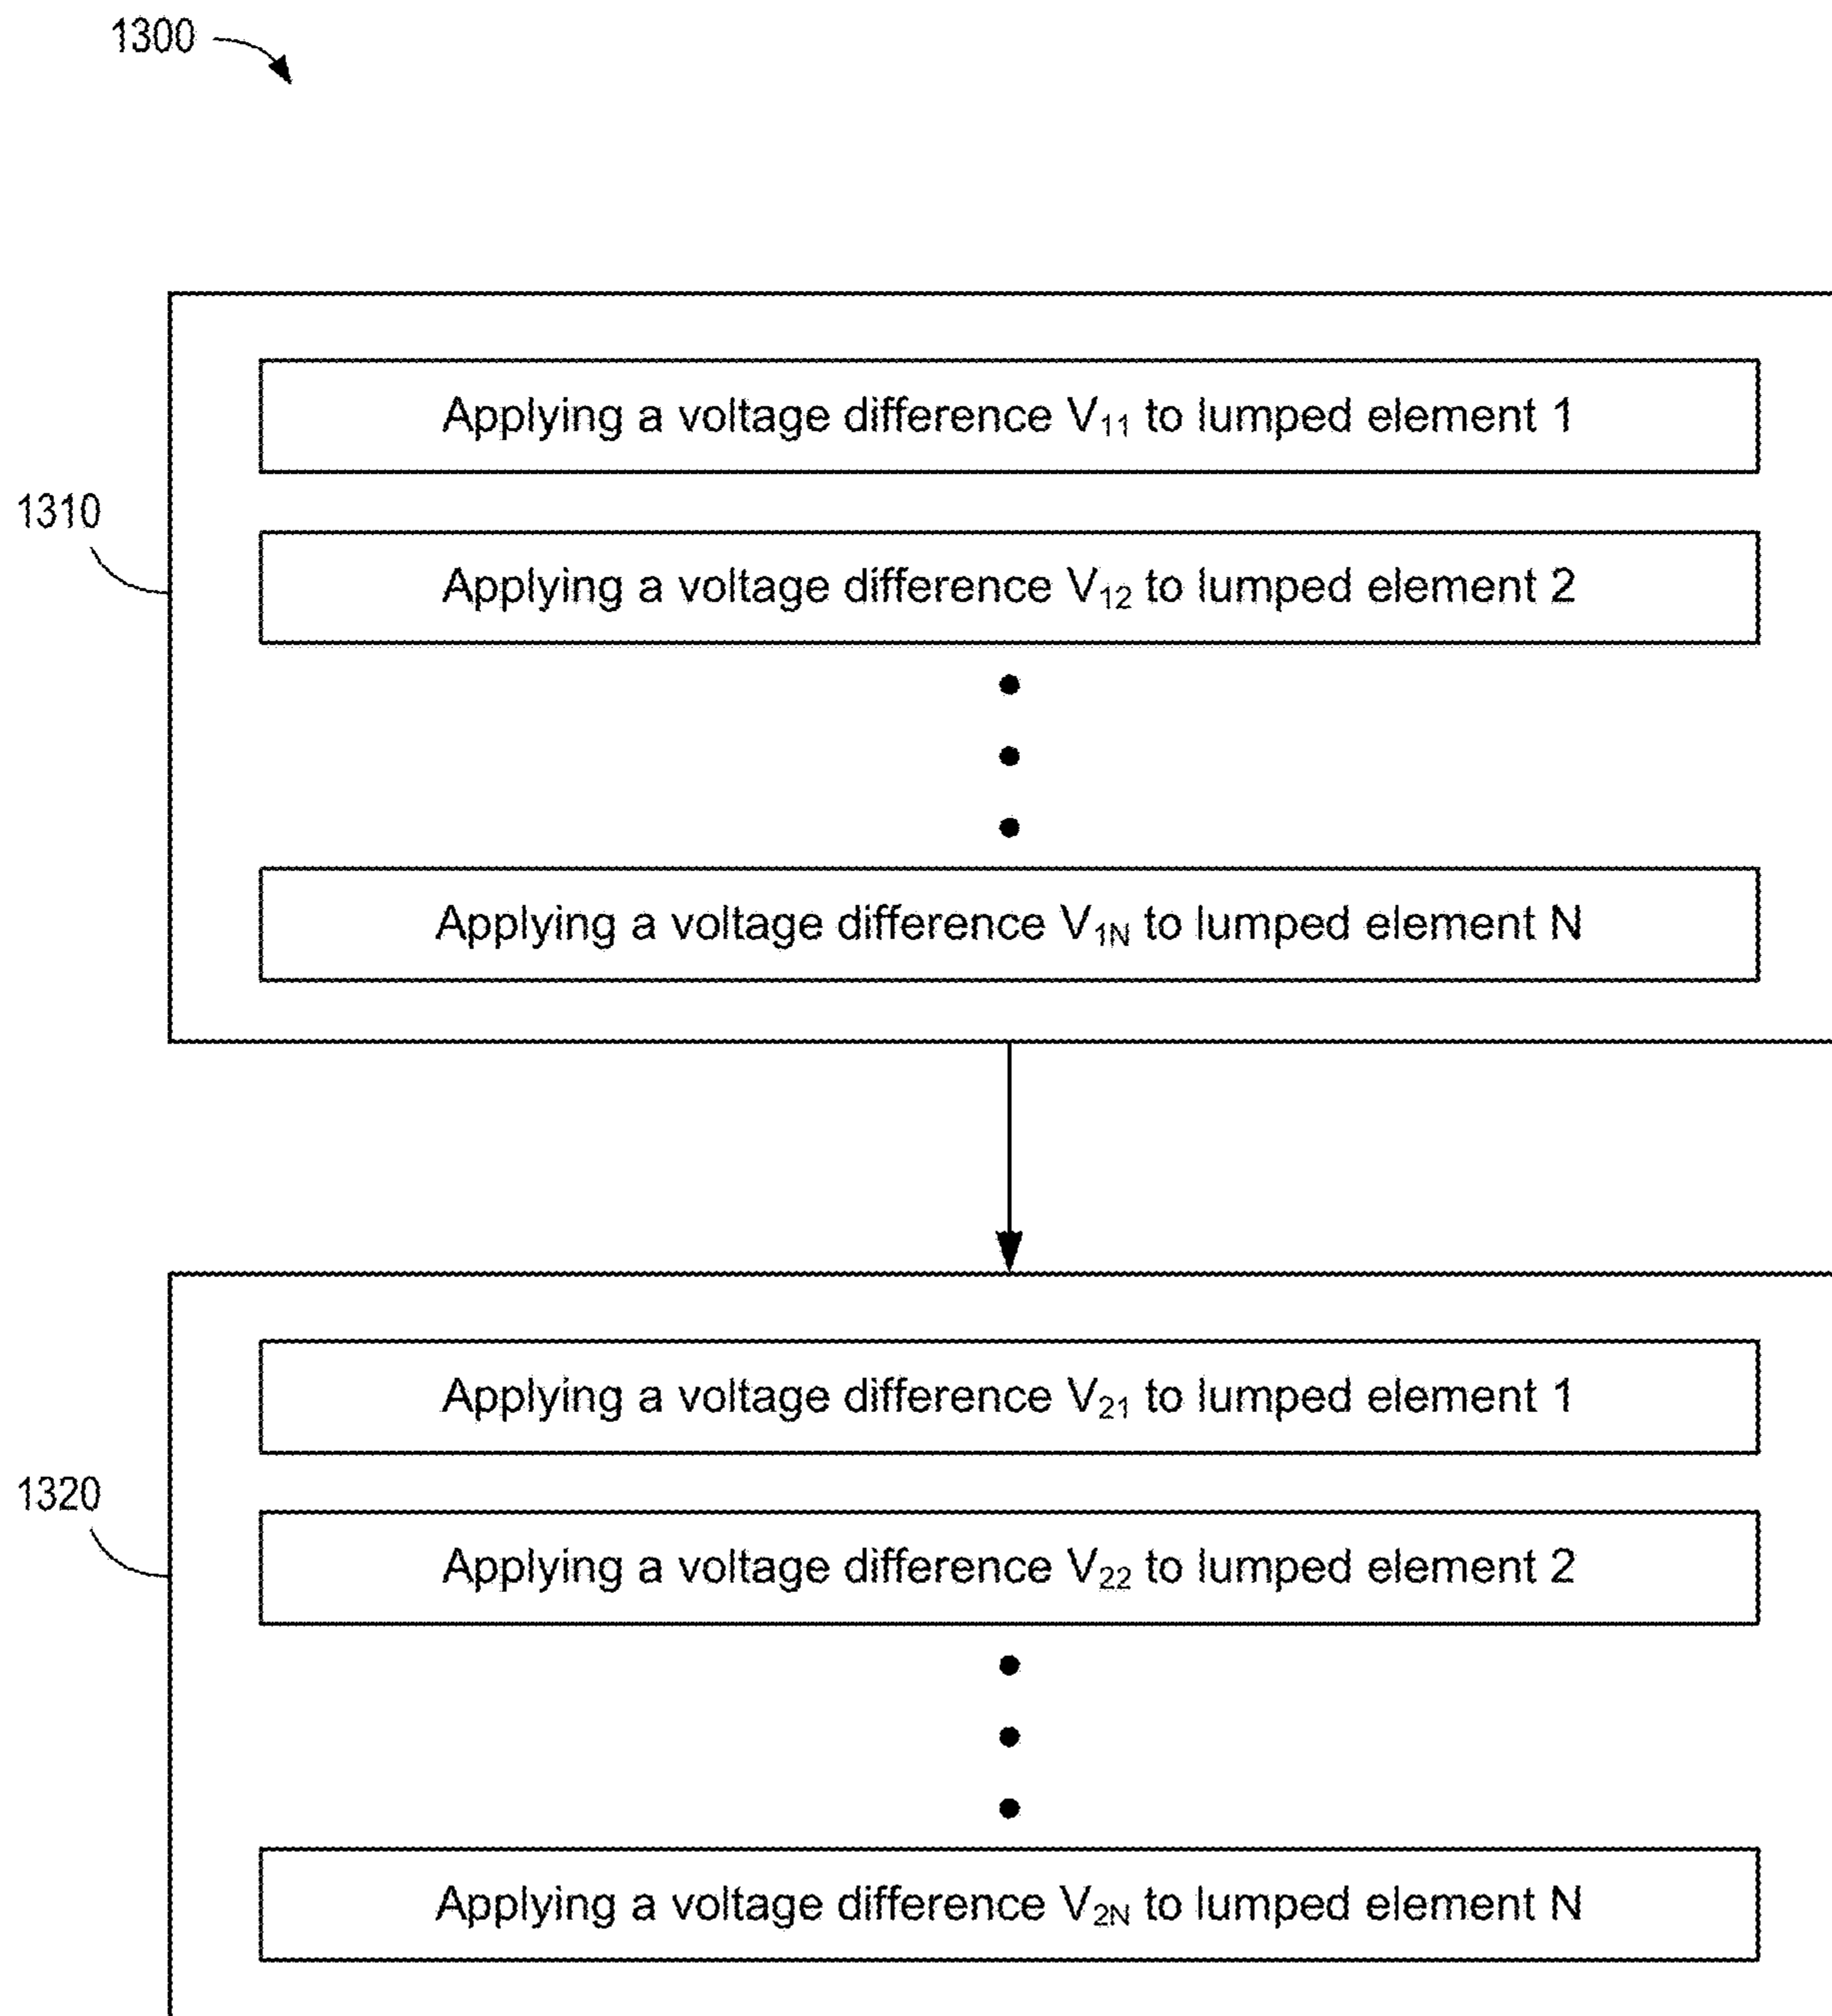 1300
Applying a voltage difference V₁₁ to lumped element 1
1310
Applying a voltage difference V₁₂ to lumped element 2
Applying a voltage difference V₁N to lumped element N
Applying a voltage difference V₂₁ to lumped element 1
1320
Applying a voltage difference V₂₂ to lumped element 2
Applying a voltage difference V₂N to lumped element N